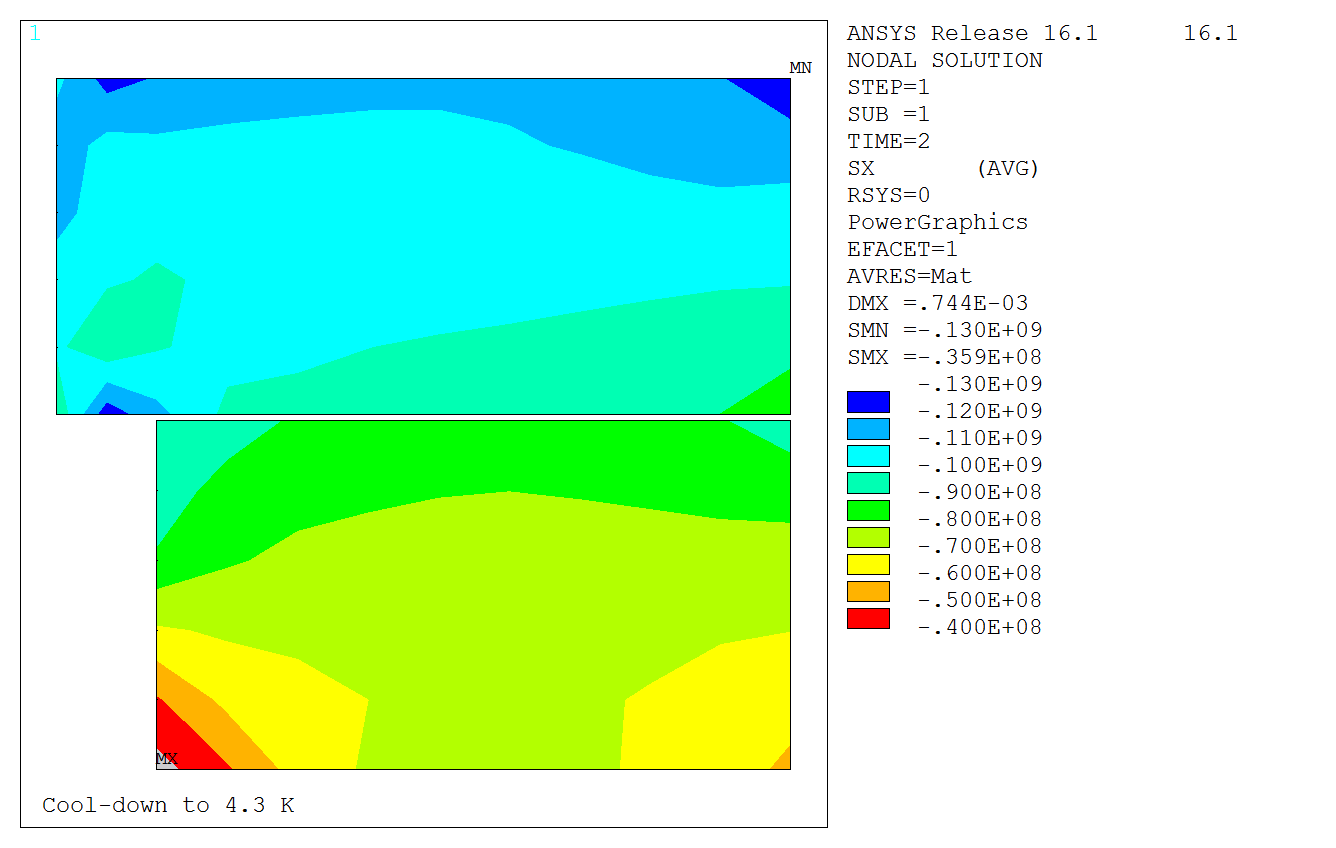 1
MN
MX
Cool-down to 4.3 K
ANSYS Release 16.1 16.1
NODAL SOLUTION
STEP=1
SUB =1
TIME=2
SX (AVG)
RSYS=0
PowerGraphics
EFACET=1
AVRES=Mat
DMX =.744E-03
SMN =-.130E+09
SMX =-.359E+08
-.130E+09
-.120E+09
-.110E+09
-.100E+09
-.900E+08
-.800E+08
-.700E+08
-.600E+08
-.500E+08
-.400E+08